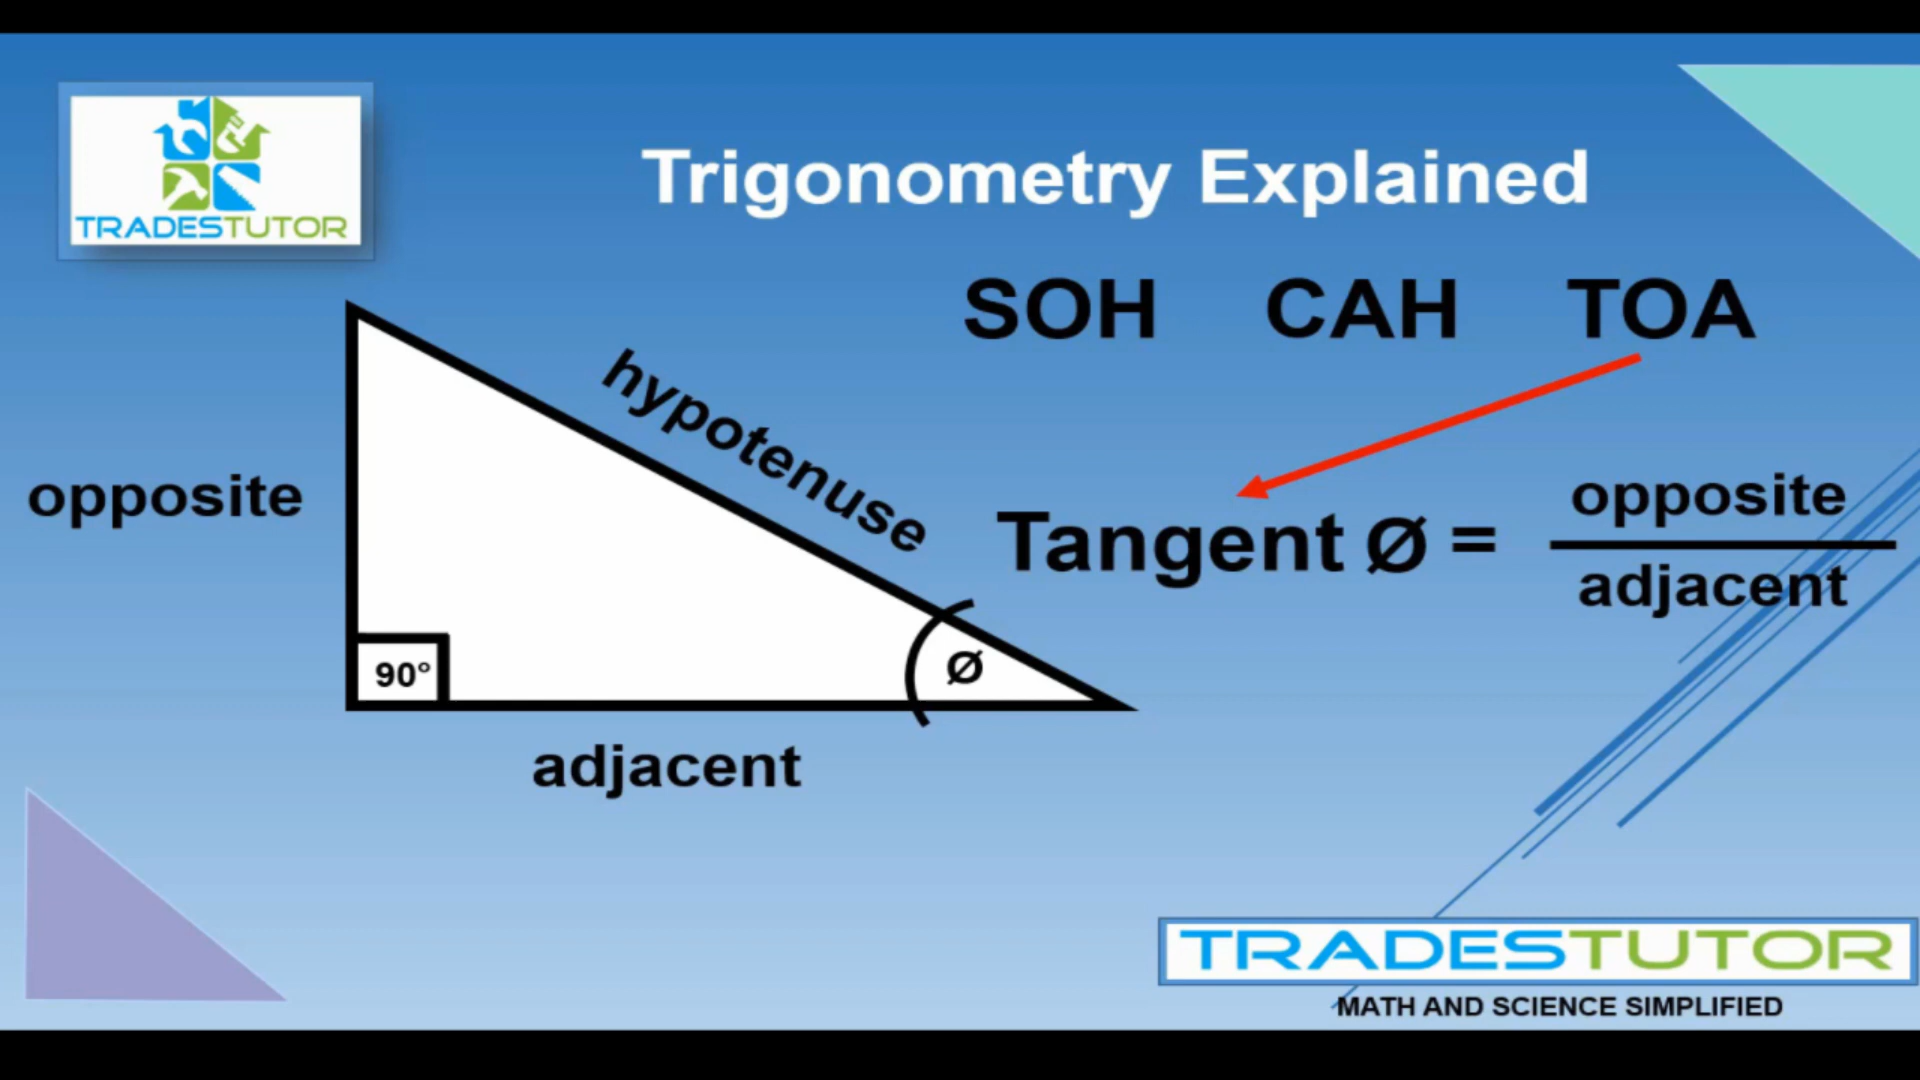 TRADESTUTOR
Trigonometry Explained
SOH CAH TOA
hypotenuse
opposite
Tangent Ø = opposite
adjacent
90°
Ø
adjacent
TRADESTUTOR
MATH AND SCIENCE SIMPLIFIED